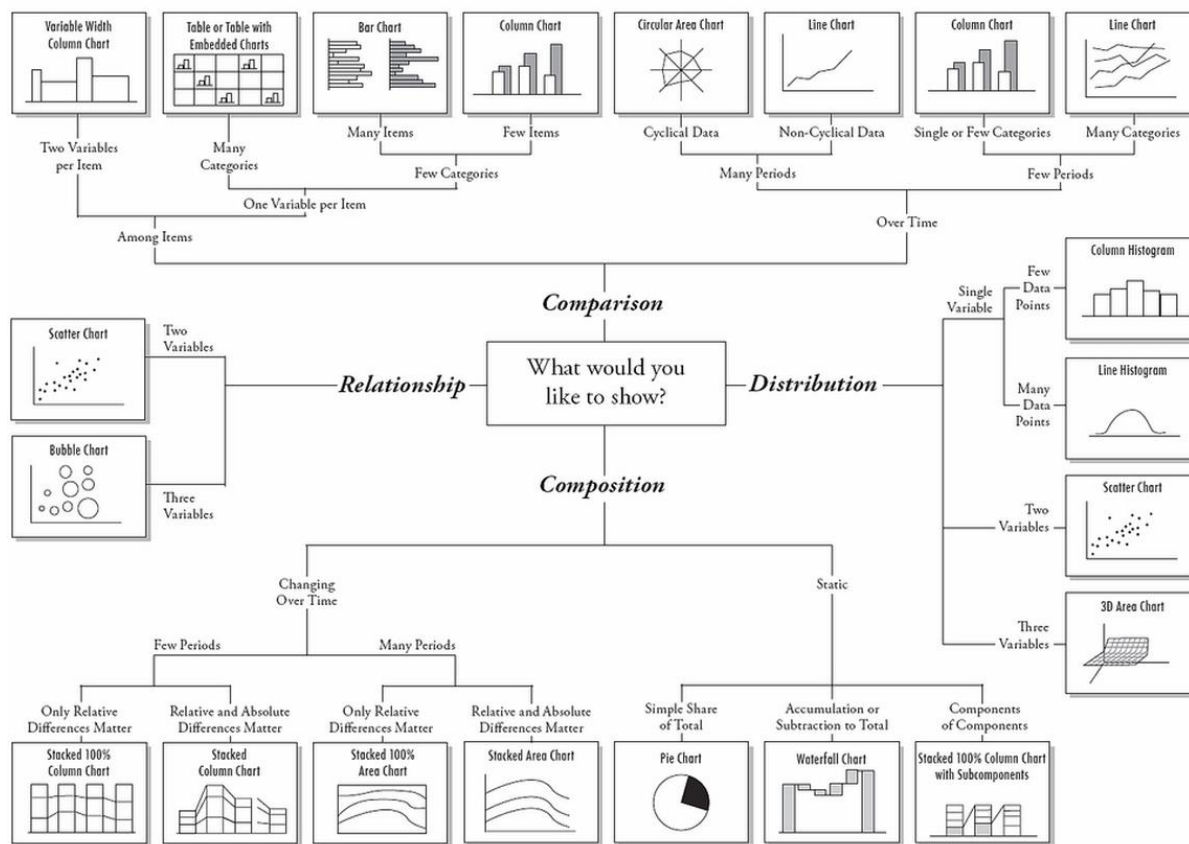 Variable Width
Column Chart
Table or Table with
Embedded Charts
Bar Chart
Column Chart
Circular Area Chart
Line Chart
Column Chart
Line Chart
Two Variables
per Item
Many
Categories
Many Items
Few Items
Cyclical Data
Non-Cyclical Data
Single or Few Categories
Many Categories
Few Categories
Many Periods
Few Periods
One Variable per Item
Over Time
Among Items
Comparison
What would you
like to show?
Relationship
Two
Variables
Scatter Chart
Three
Variables
Bubble Chart
Distribution
Single
Variable
Few
Data
Points
Column Histogram
Many
Data
Points
Line Histogram
Two
Variables
Scatter Chart
Three
Variables
3D Area Chart
Composition
Changing
Over Time
Static
Few Periods
Many Periods
Only Relative
Differences Matter
Relative and Absolute
Differences Matter
Only Relative
Differences Matter
Relative and Absolute
Differences Matter
Simple Share
of Total
Accumulation or
Subtraction to Total
Components of
Components
Stacked 100%
Column Chart
Stacked
Column Chart
Stacked 100%
Area Chart
Stacked Area Chart
Pie Chart
Waterfall Chart
Stacked 100% Column Chart
with Subcomponents